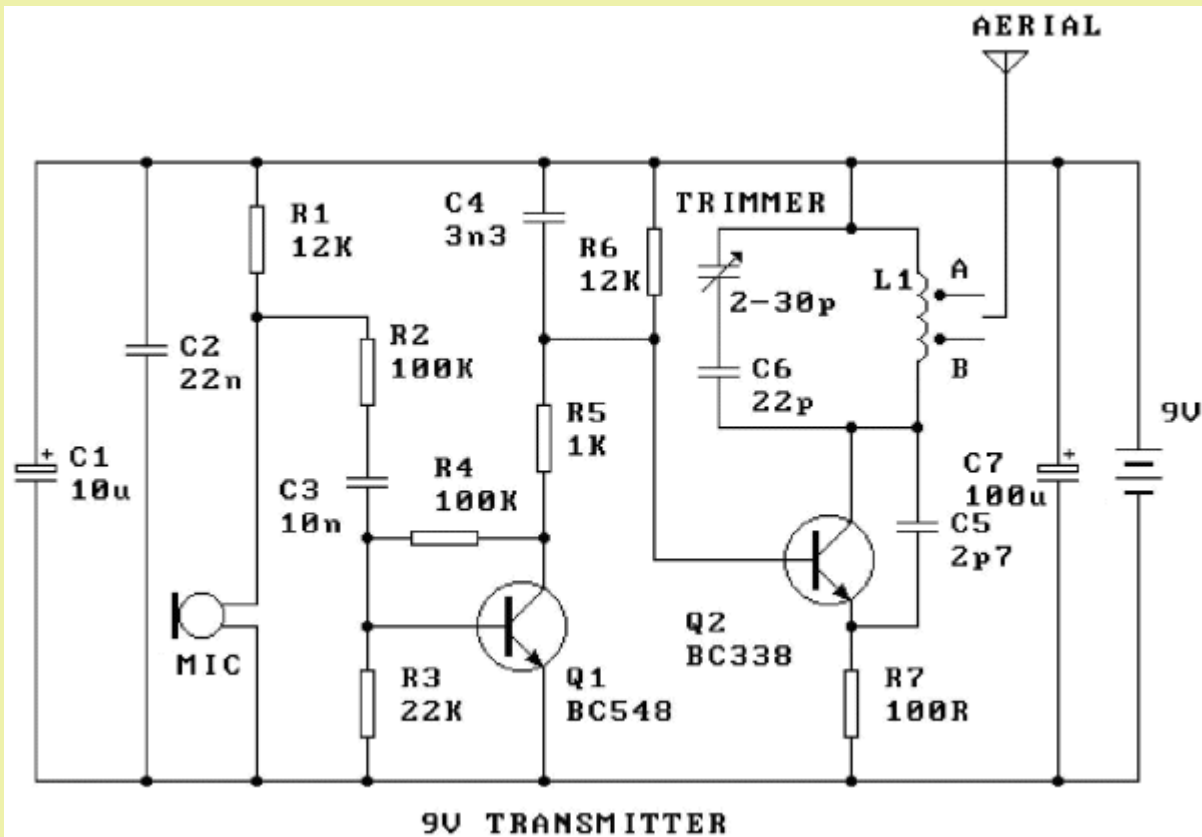 AERIAL
TRIMMER
R1
12K
C4
3n3
R6
12K
L1
A
2-30p
B
C2
22n
R2
100K
C6
22p
9V
R5
1K
+
C1
10u
R4
100K
C3
10n
C7
100u
+
C5
2p7
MIC
Q2
BC338
R3
22K
Q1
BC548
R7
100R
9V TRANSMITTER